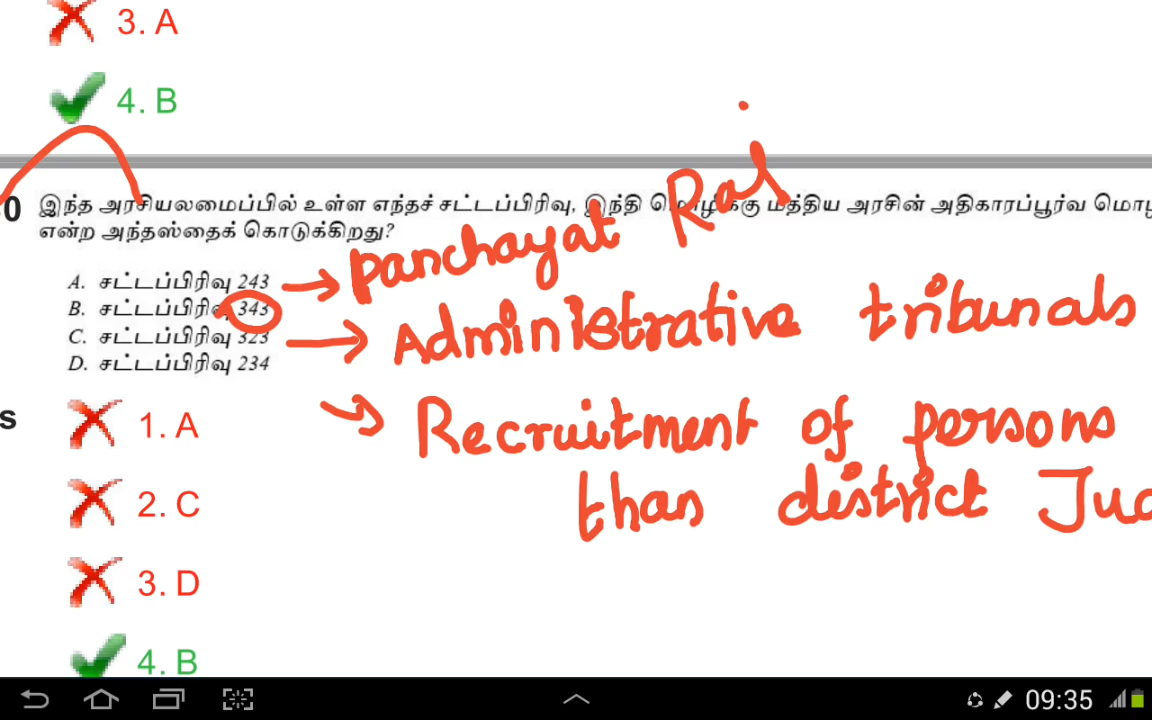 3. A
4. B
0 இந்த அரசியலமைப்பில் உள்ள எந்தச் சட்டப்பிரிவு, இந்தி மொழிக்கு மத்திய அரசின் அதிகாரப்பூர்வ மொழ
என்ற அந்தஸ்தைக் கொடுக்கிறது?
A. சட்டப்பிரிவு 243 → Panchayat Raj
B. சட்டப்பிரிவு 343
C. சட்டப்பிரிவு 323 → Administrative tribunals
D. சட்டப்பிரிவு 234
→ Recruitment of persons
than district Jud
s
1. A
2. C
3. D
4. B
09:35